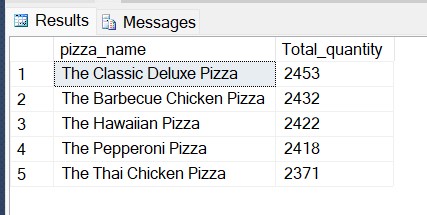 Results Messages
pizza_name Total_quantity
1 The Classic Deluxe Pizza 2453
2 The Barbecue Chicken Pizza 2432
3 The Hawaiian Pizza 2422
4 The Pepperoni Pizza 2418
5 The Thai Chicken Pizza 2371